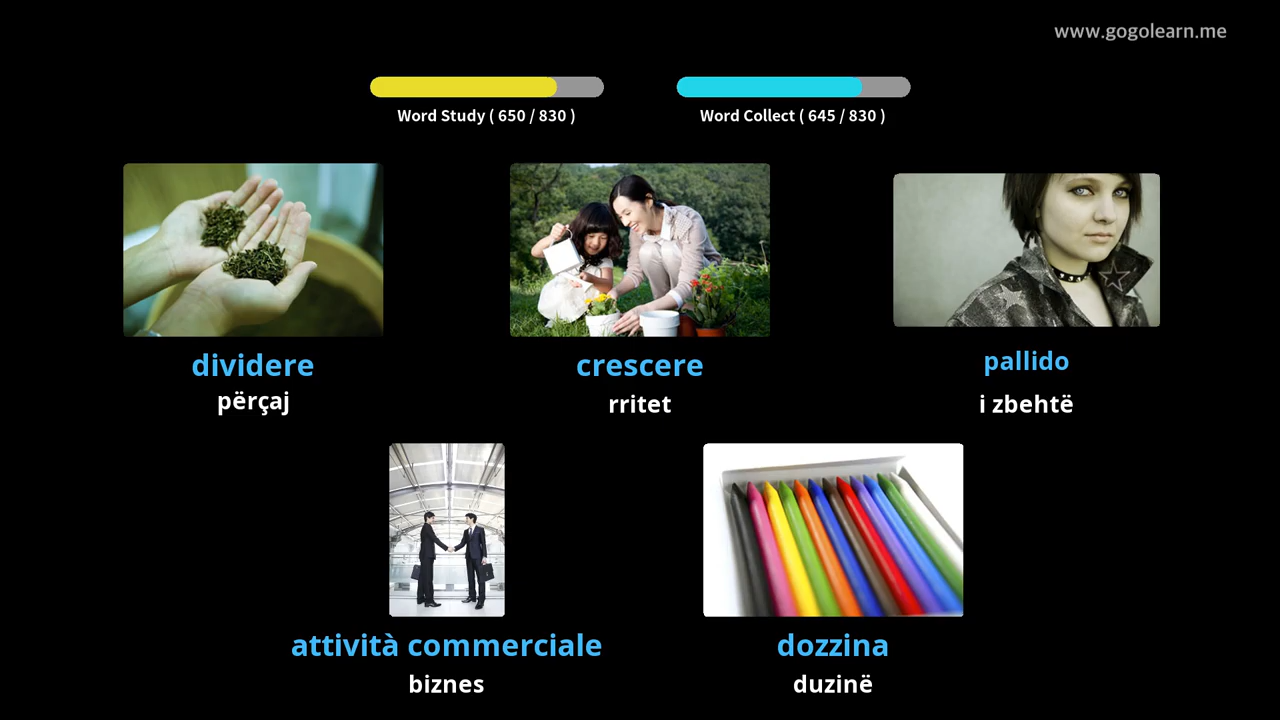 www.gogolearn.me
Word Study ( 650 / 830 )
Word Collect ( 645 / 830 )
dividere
përçaj
crescere
rritet
pallido
i zbehtë
attività commerciale
biznes
dozzina
duzinë